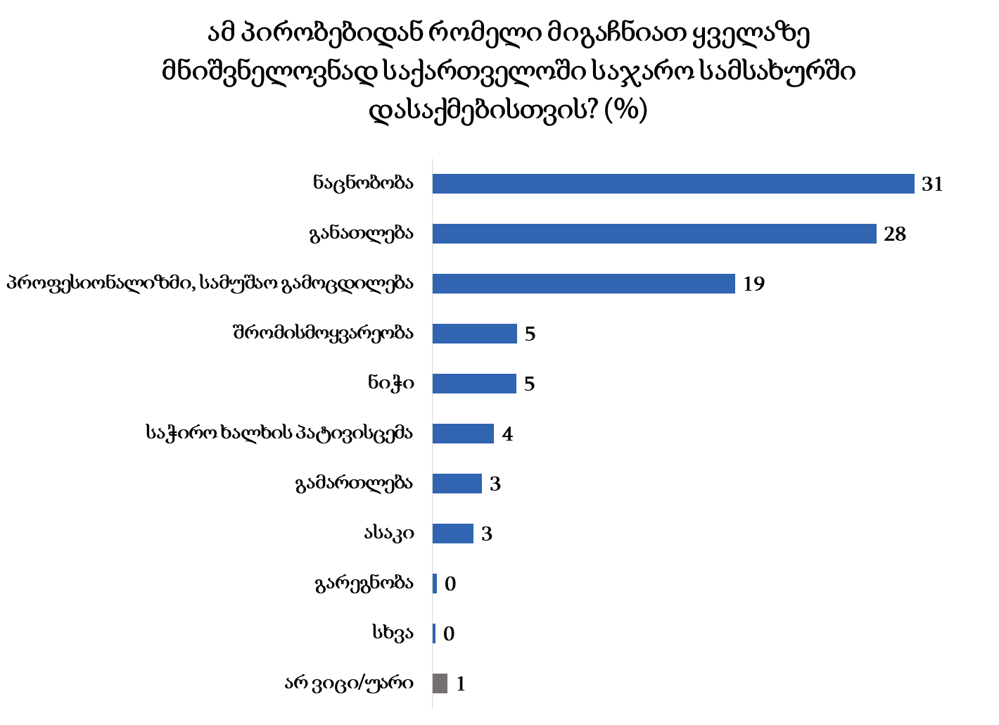 ამ პირობებიდან რომელი მიგაჩნიათ ყველაზე
მნიშვნელოვნად საქართველოში საჯარო სამსახურში
დასაქმებისთვის? (%)
ნაცნობობა 31
განათლება 28
პროფესიონალიზმი, სამუშაო გამოცდილება 19
შრომისმოყვარეობა 5
ნიჭი 5
საჭირო ხალხის პატივისცემა 4
გამართლება 3
ასაკი 3
გარეგნობა 0
სხვა 0
არ ვიცი/უარი 1